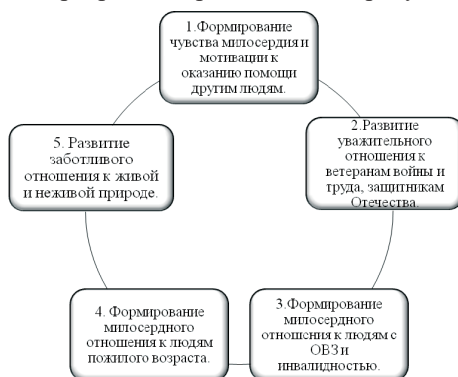 1.Формирование
чувства милосердия и
мотивации к
оказанию помощи
другим людям.
2.Развитие
уважительного
отношения к
ветеранам войны и
труда, защитникам
Отечества.
3.Формирование
милосердного
отношения к людям с
ОВЗ и
инвалидностью.
4. Формирование
милосердного
отношения к людям
пожилого возраста.
5. Развитие
заботливого
отношения к живой
и неживой природе.